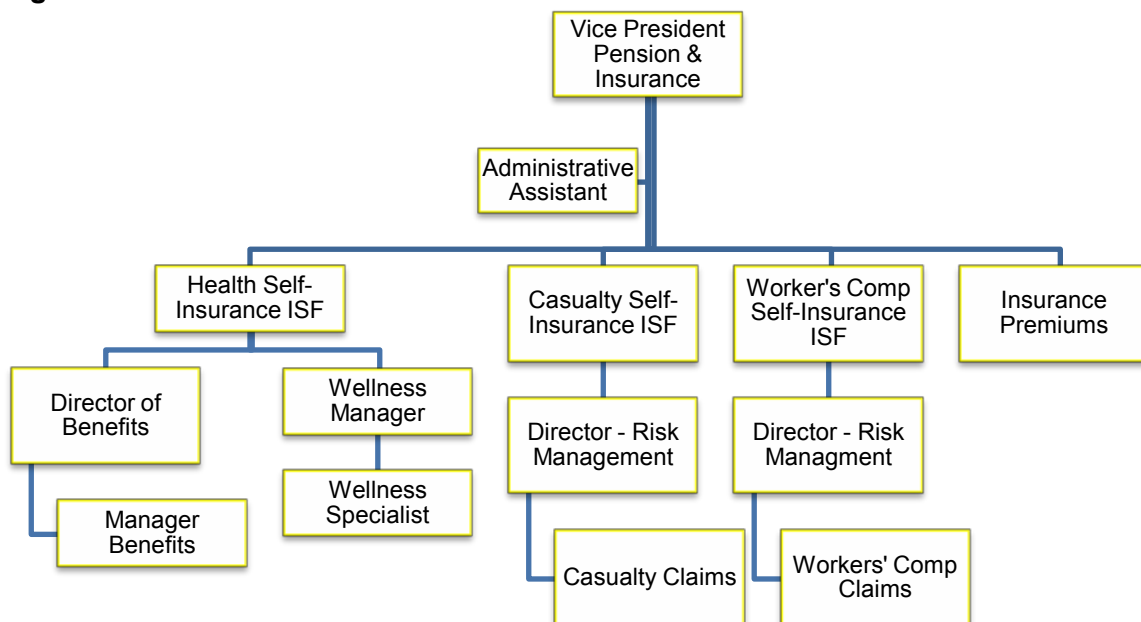 Vice President
Pension &
Insurance
Administrative
Assistant
Health Self-
Insurance ISF
Casualty Self-
Insurance ISF
Worker's Comp
Self-Insurance
ISF
Insurance
Premiums
Director of
Benefits
Wellness
Manager
Director - Risk
Management
Director - Risk
Managment
Manager
Benefits
Wellness
Specialist
Casualty Claims
Workers' Comp
Claims